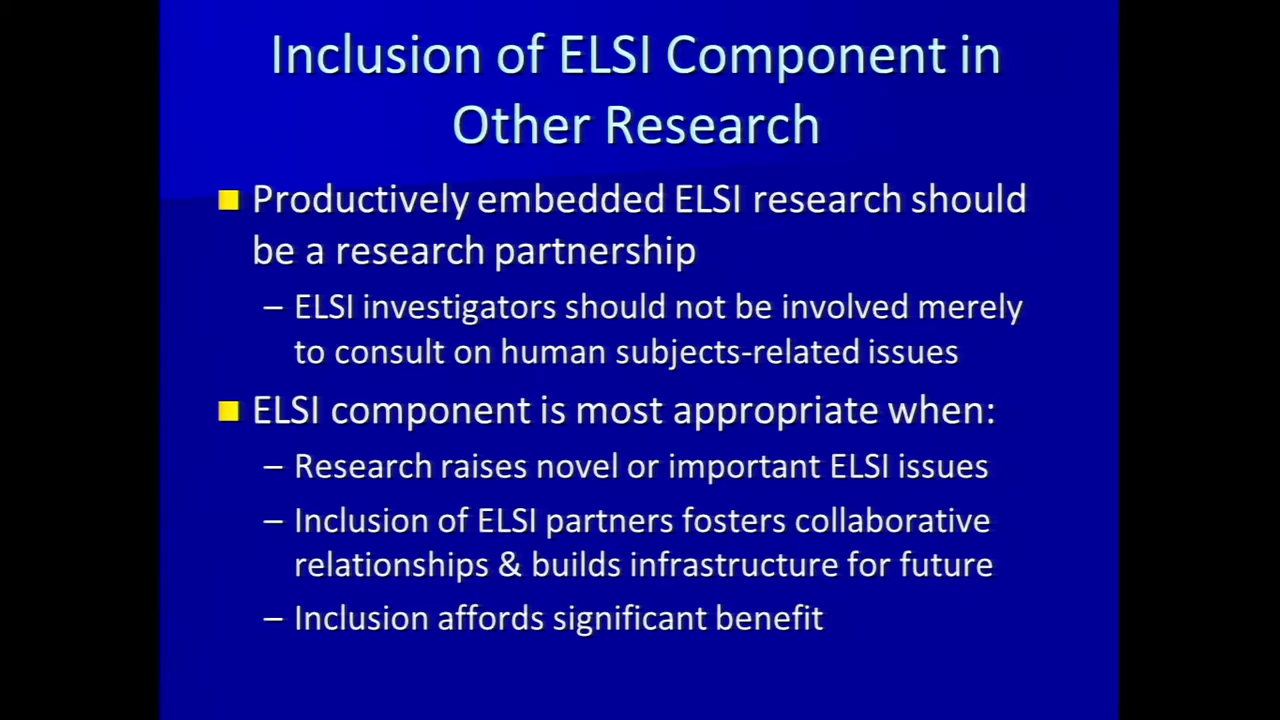 Inclusion of ELSI Component in
Other Research
Productively embedded ELSI research should
be a research partnership
– ELSI investigators should not be involved merely
to consult on human subjects-related issues
ELSI component is most appropriate when:
– Research raises novel or important ELSI issues
– Inclusion of ELSI partners fosters collaborative
relationships & builds infrastructure for future
– Inclusion affords significant benefit